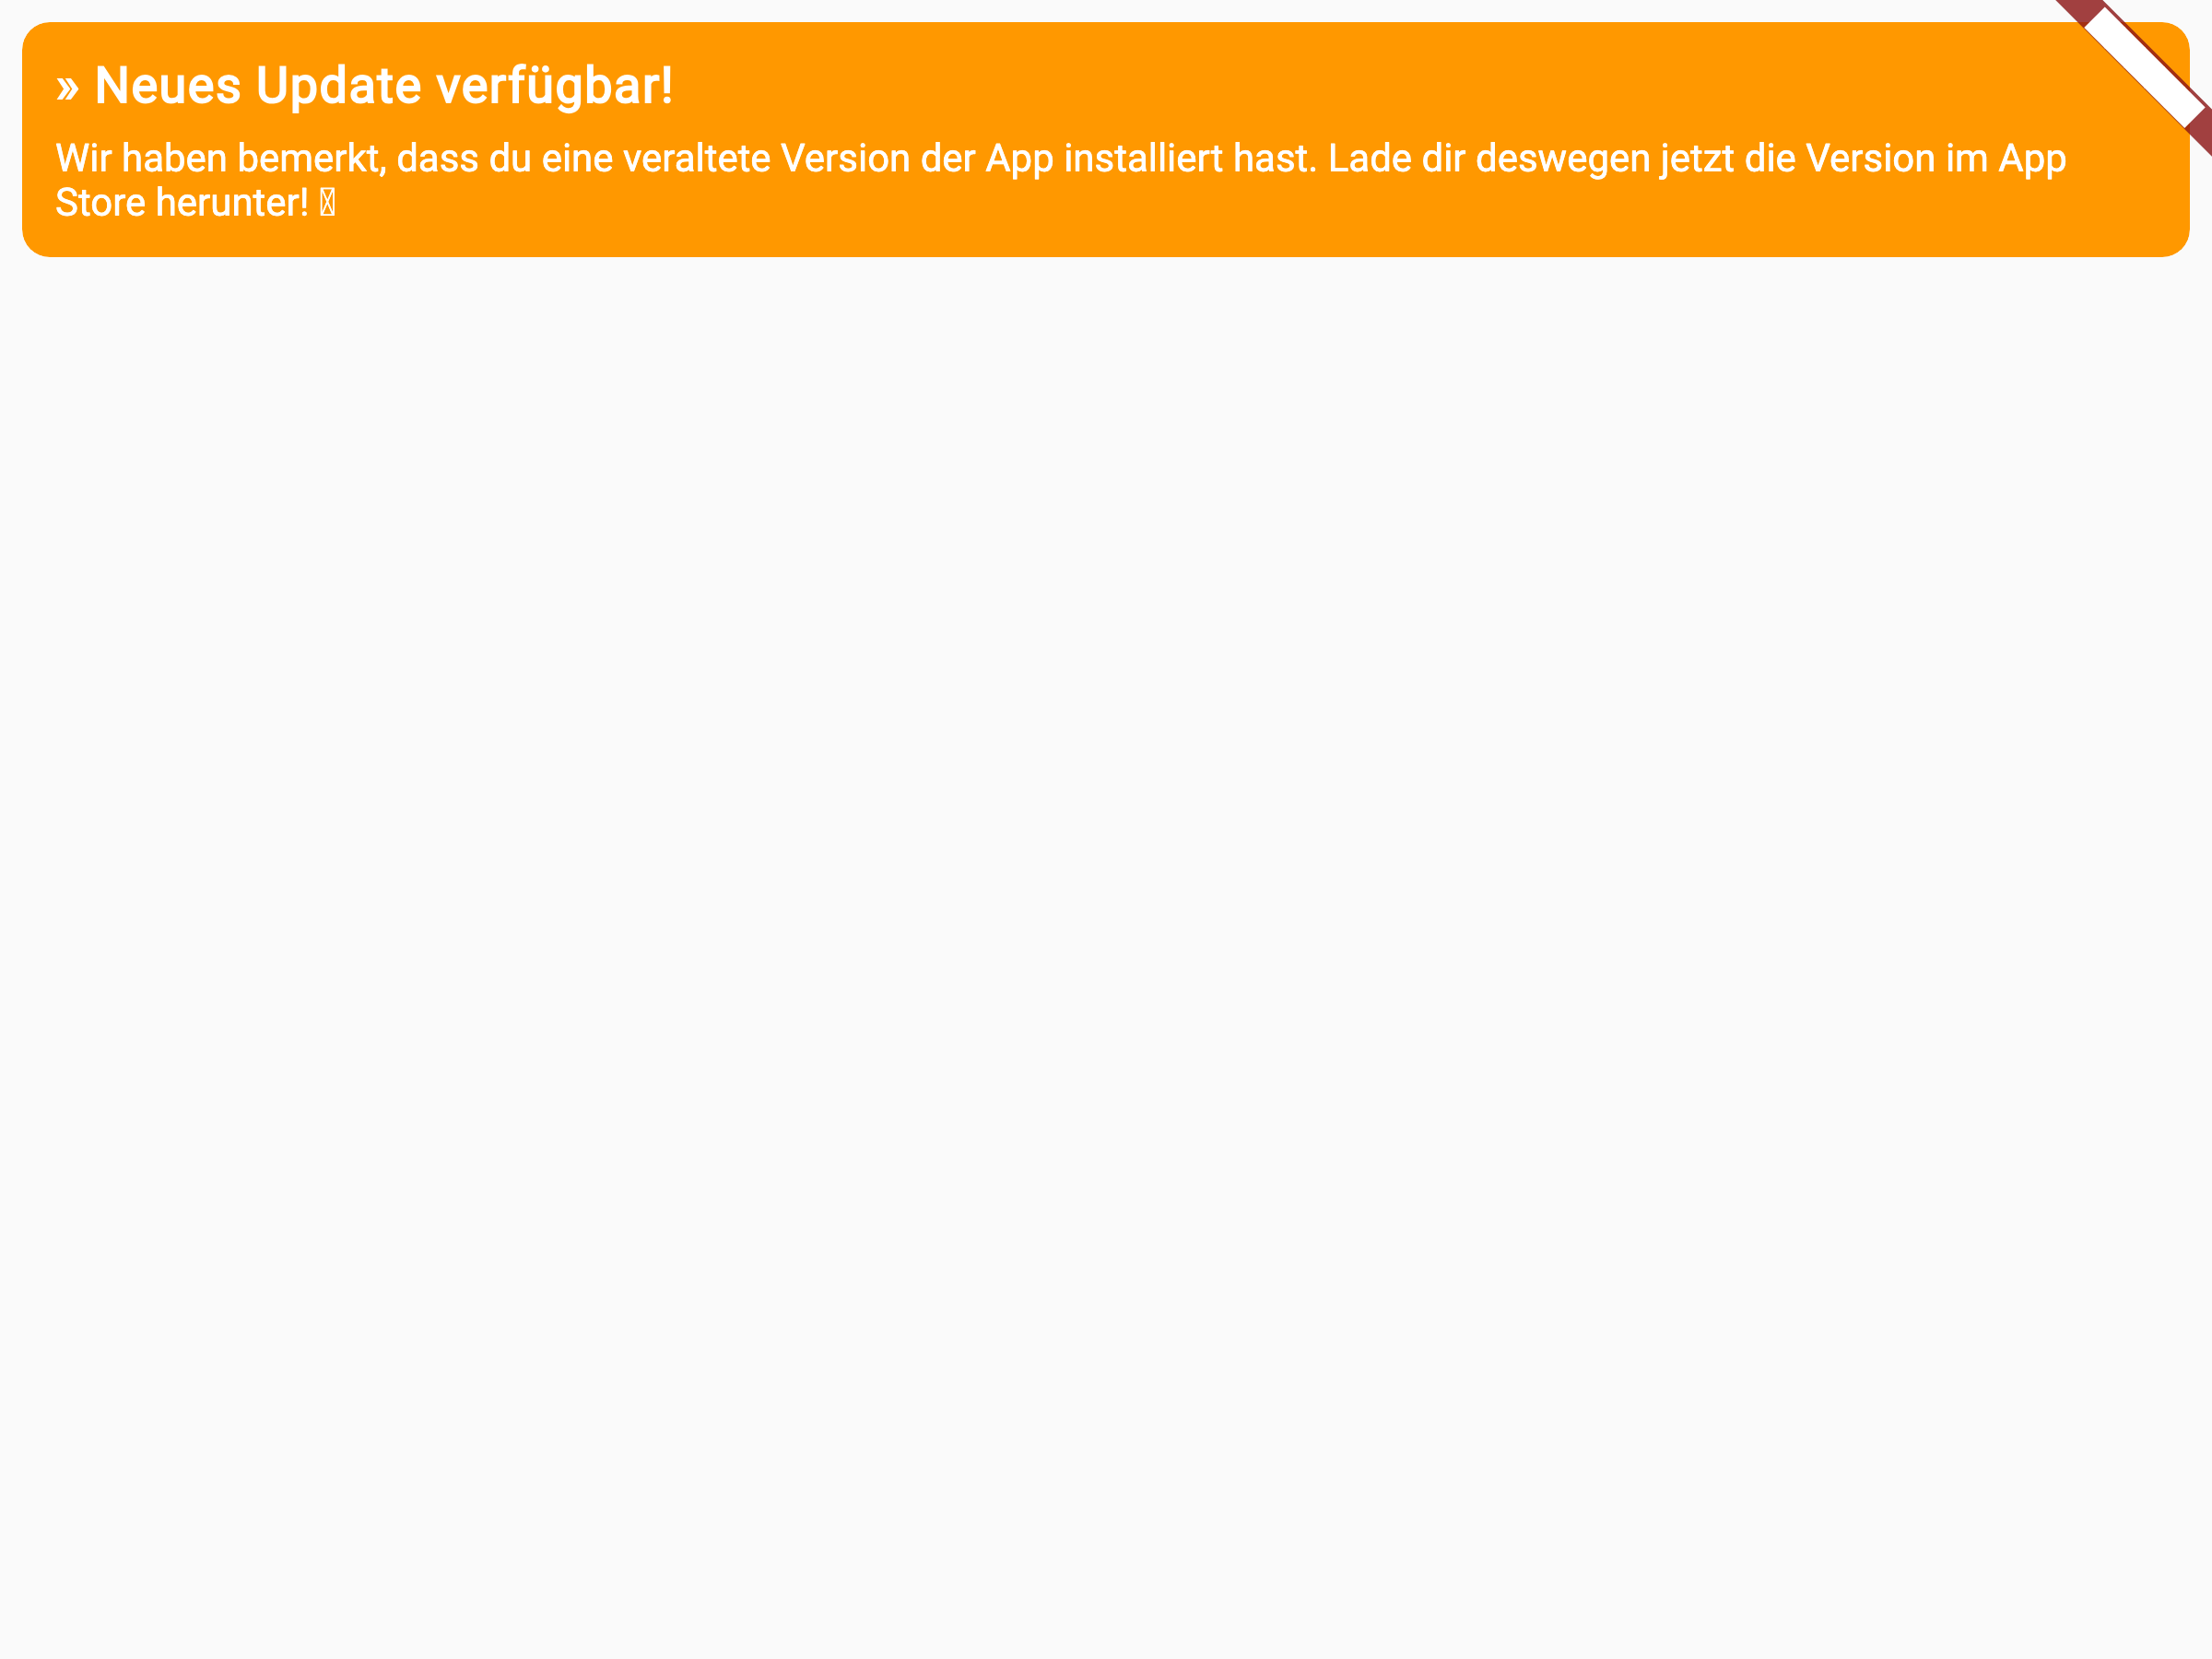 » Neues Update verfügbar!
Wir haben bemerkt, dass du eine veraltete Version der App installiert hast. Lade dir deswegen jetzt die Version im App
Store herunter!